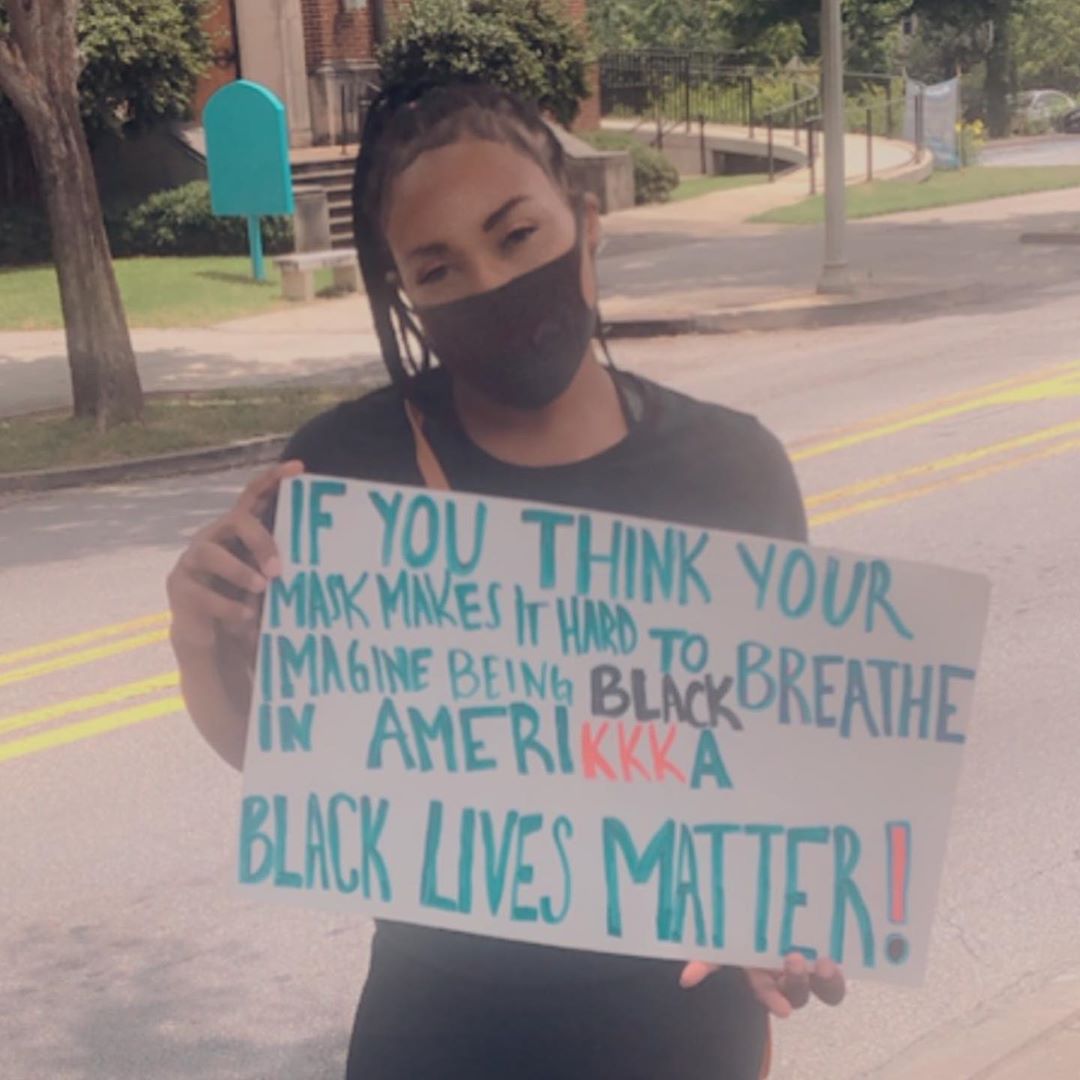 IF YOU THINK YOUR
MASK MAKES IT HARD TO BREATHE
IMAGINE BEING BLACK
IN AMERIKKKA
BLACK LIVES MATTER!